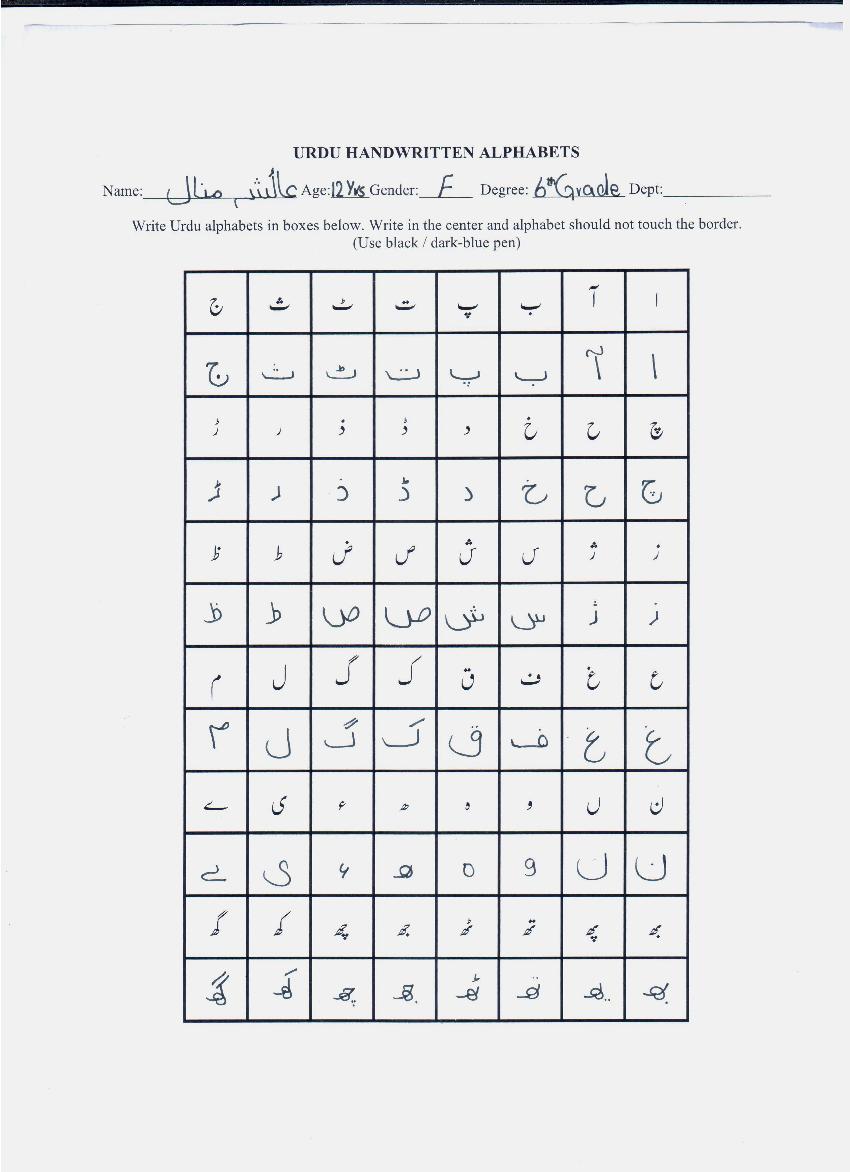 URDU HANDWRITTEN ALPHABETS
Name: عائشہ منال Age: 12 Yrs Gender: F Degree: 6th Grade Dept:
Write Urdu alphabets in boxes below. Write in the center and alphabet should not touch the border.
(Use black / dark-blue pen)
ا آ ب پ ت ٹ ث ج
ا آ ب پ ت ٹ ث ج
چ ح خ د ڈ ذ ر ڑ
چ ح خ د ڈ ذ ر ڑ
ز ژ س ش ص ض ط ظ
ز ژ س ش ص ض ط ظ
ع غ ف ق ک گ ل م
غ غ ف ق ک گ ل م
ن ں و ہ ھ ء ی ے
ن ں و ہ ھ ء ی ے
بھ پھ تھ ٹھ جھ چھ کھ گھ
بھ پھ تھ ٹھ جھ چھ کھ گھ